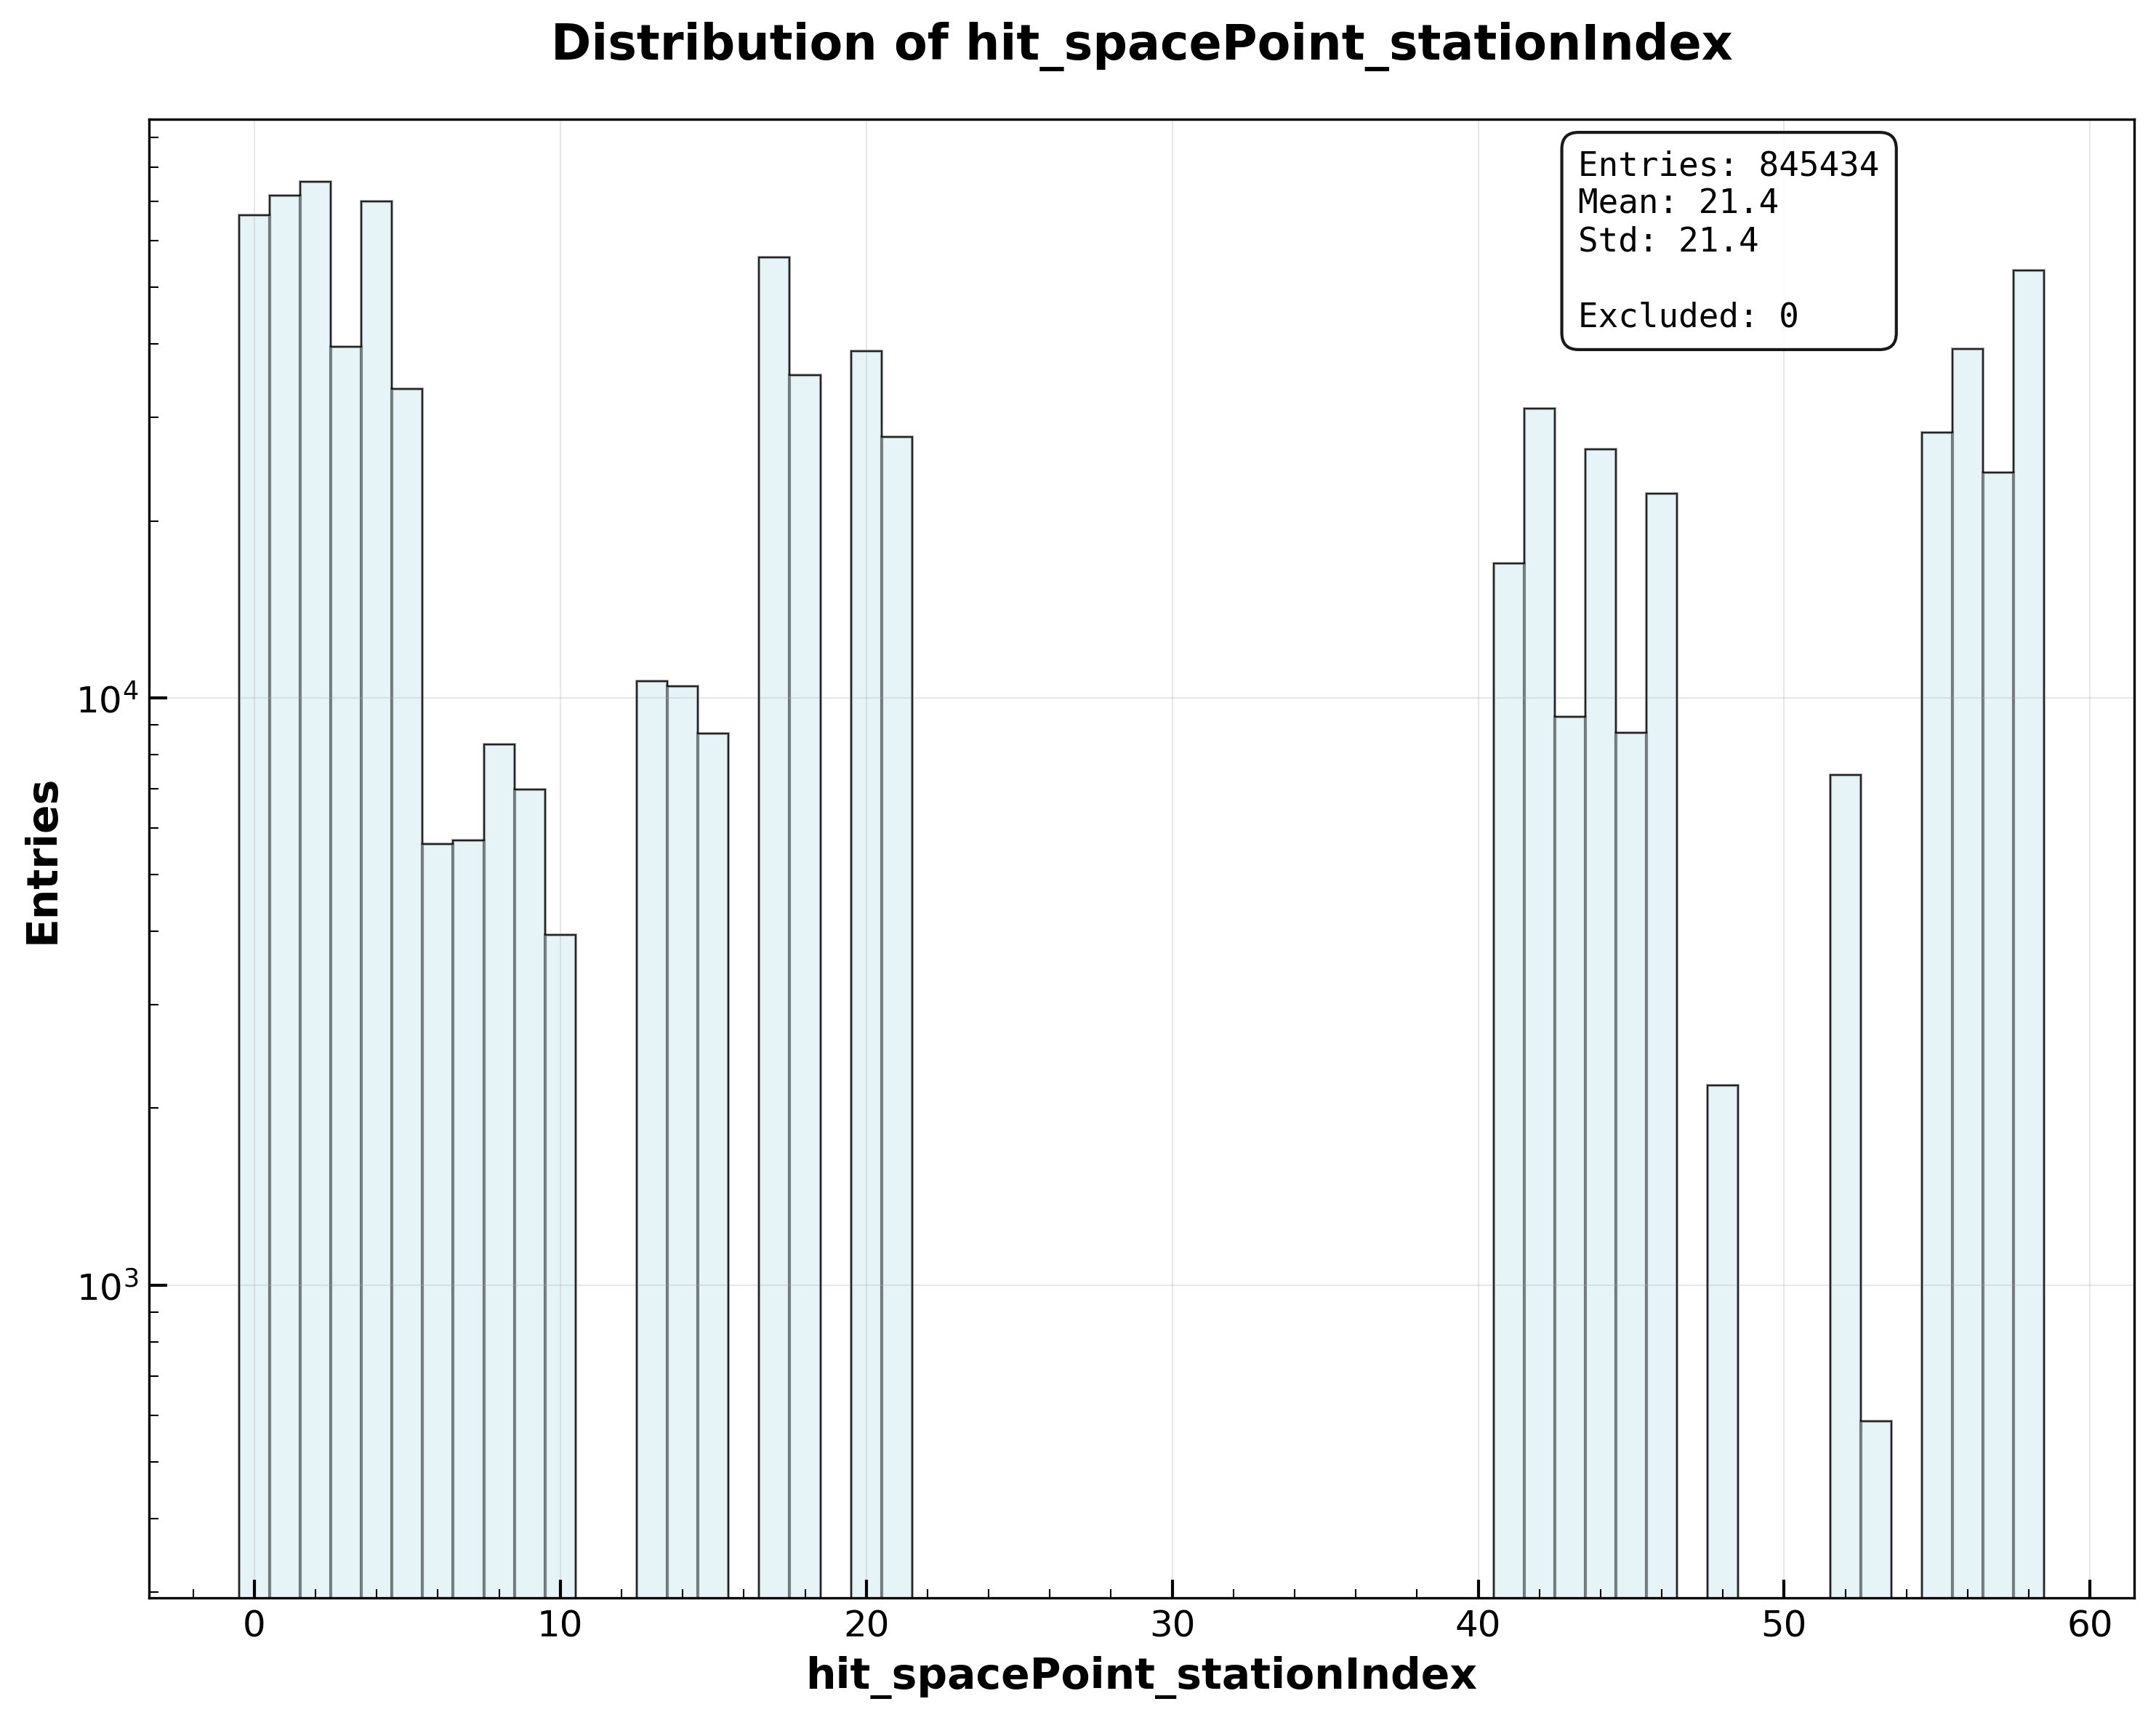 Distribution of hit_spacePoint_stationIndex
Entries: 845434
Mean: 21.4
Std: 21.4
Excluded: 0
10⁴
10³
Entries
0 10 20 30 40 50 60
hit_spacePoint_stationIndex